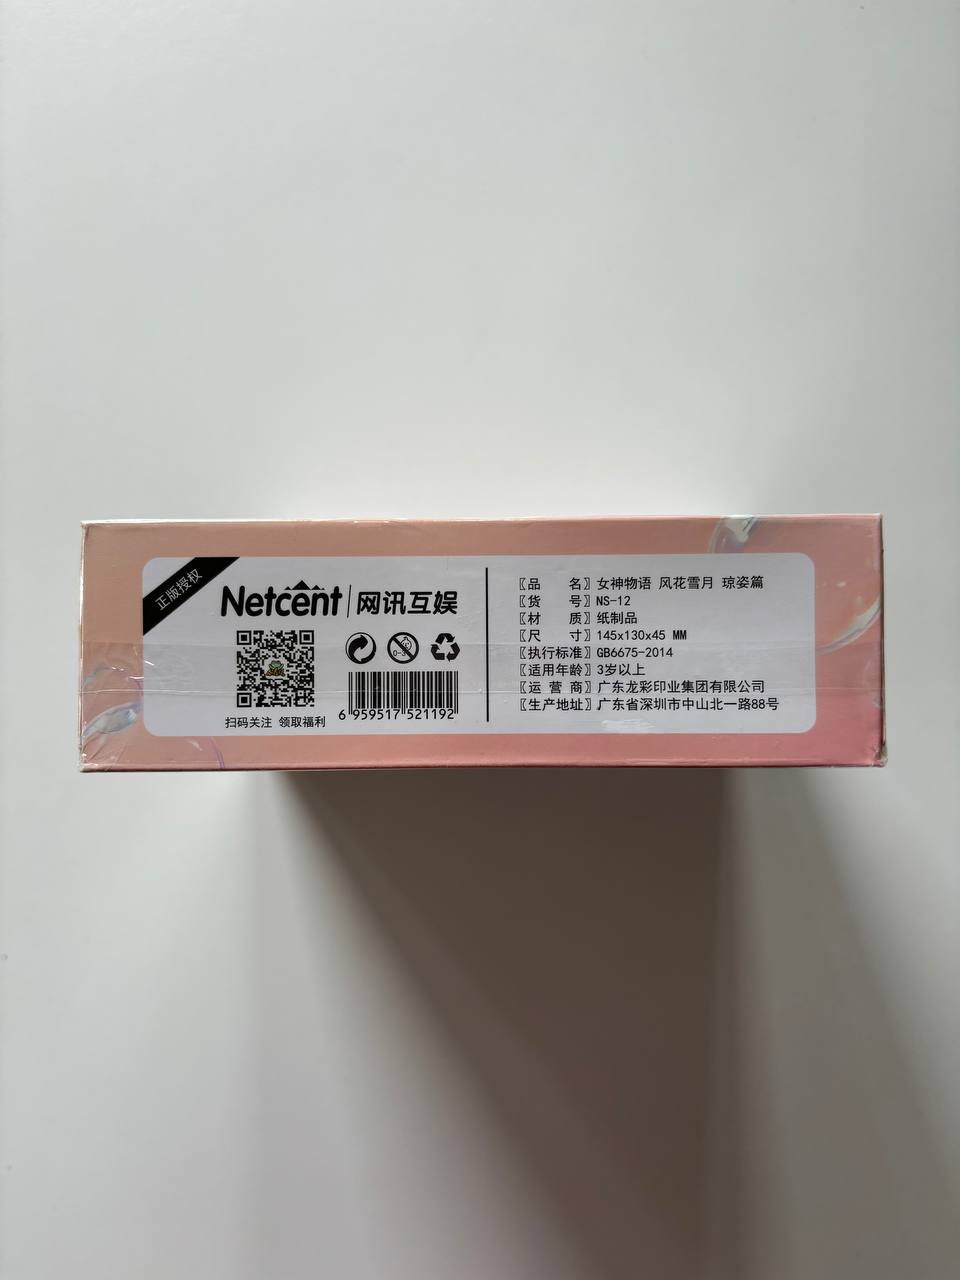 正版授权
Netcent 网讯互娱
0-3
扫码关注 领取福利
6 959517 521192
〖品 名〗女神物语 风花雪月 琼姿篇
〖货 号〗NS-12
〖材 质〗纸制品
〖尺 寸〗145x130x45 MM
〖执行标准〗GB6675-2014
〖适用年龄〗3岁以上
〖运 营 商〗广东龙彩印业集团有限公司
〖生产地址〗广东省深圳市中山北一路88号